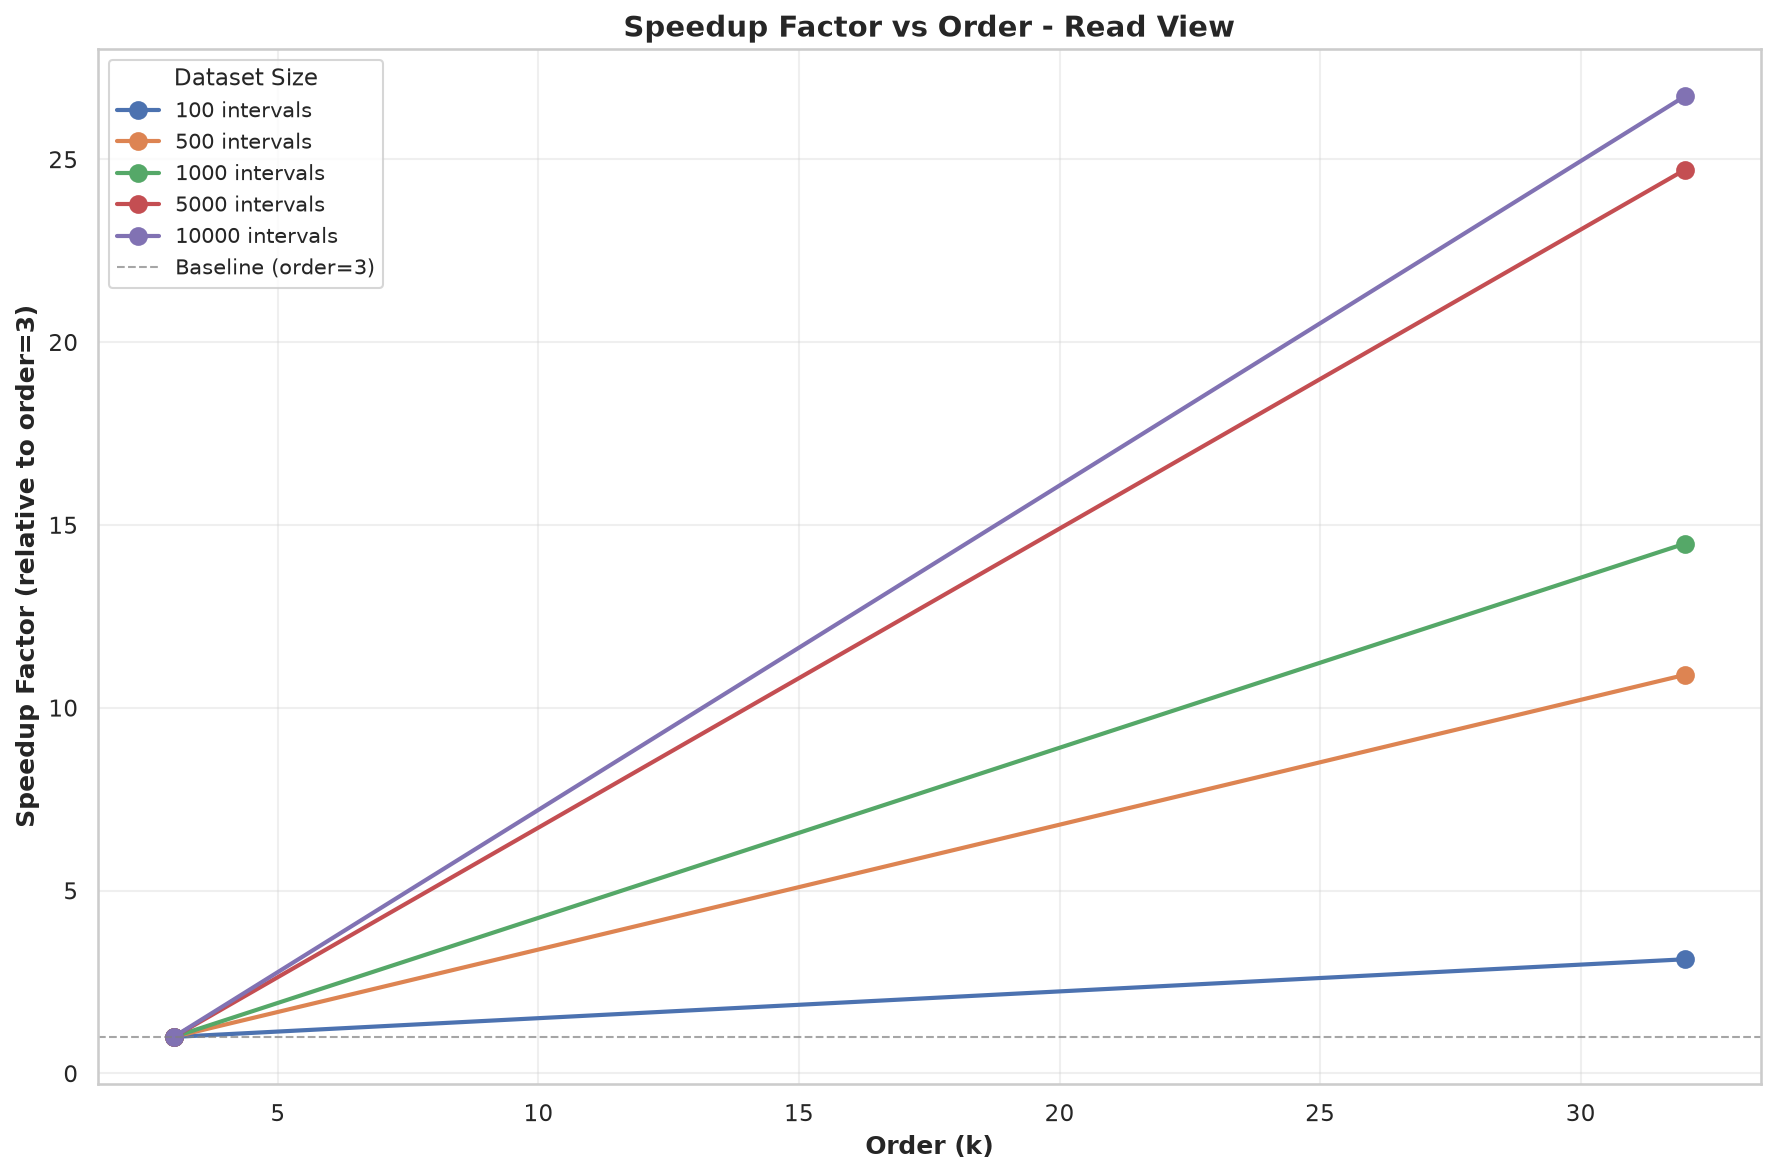 Speedup Factor vs Order - Read View
Dataset Size
100 intervals
500 intervals
1000 intervals
5000 intervals
10000 intervals
Baseline (order=3)
Speedup Factor (relative to order=3)
25
20
15
10
5
0
5
10
15
20
25
30
Order (k)